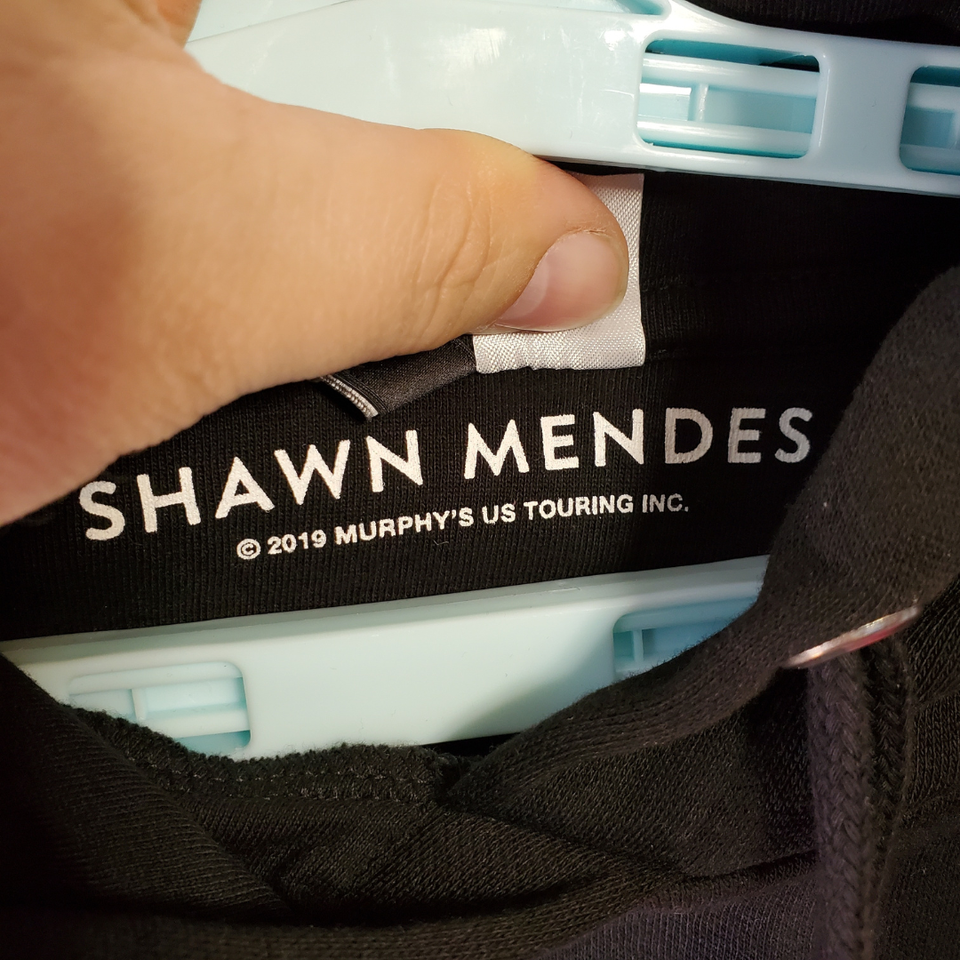 SHAWN MENDES
© 2019 MURPHY'S US TOURING INC.